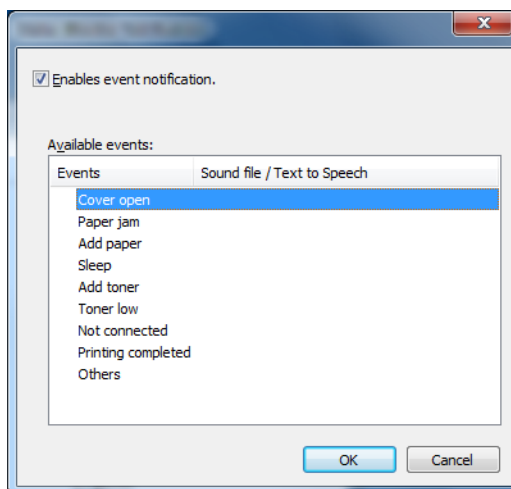 Enables event notification.
Available events:
Events Sound file / Text to Speech
Cover open
Paper jam
Add paper
Sleep
Add toner
Toner low
Not connected
Printing completed
Others
OK Cancel